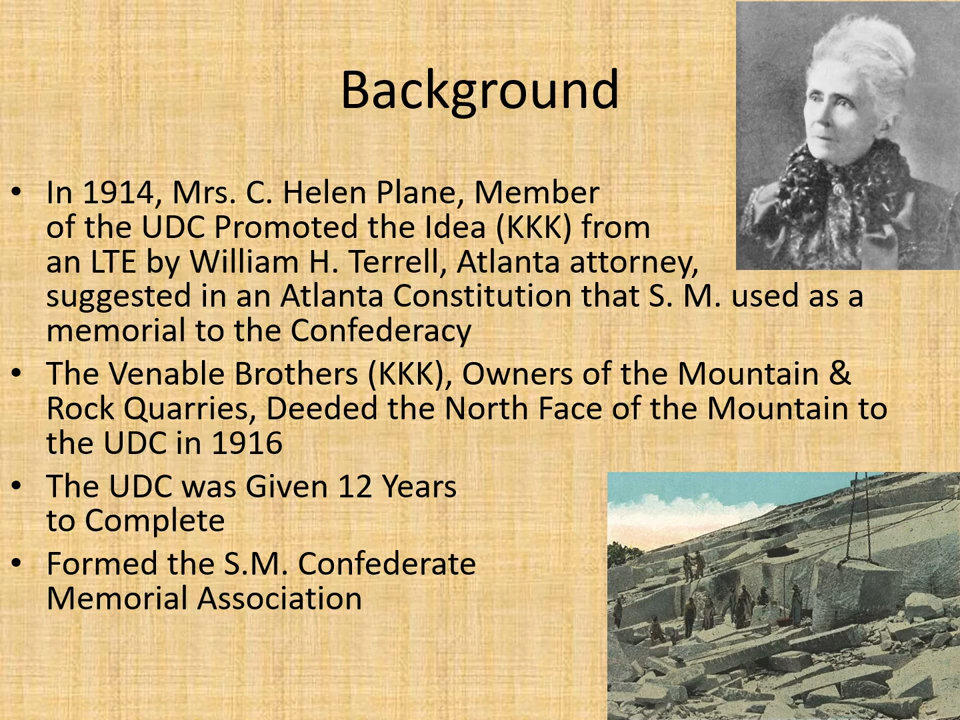 Background
• In 1914, Mrs. C. Helen Plane, Member
of the UDC Promoted the Idea (KKK) from
an LTE by William H. Terrell, Atlanta attorney,
suggested in an Atlanta Constitution that S. M. used as a
memorial to the Confederacy
• The Venable Brothers (KKK), Owners of the Mountain &
Rock Quarries, Deeded the North Face of the Mountain to
the UDC in 1916
• The UDC was Given 12 Years
to Complete
• Formed the S.M. Confederate
Memorial Association